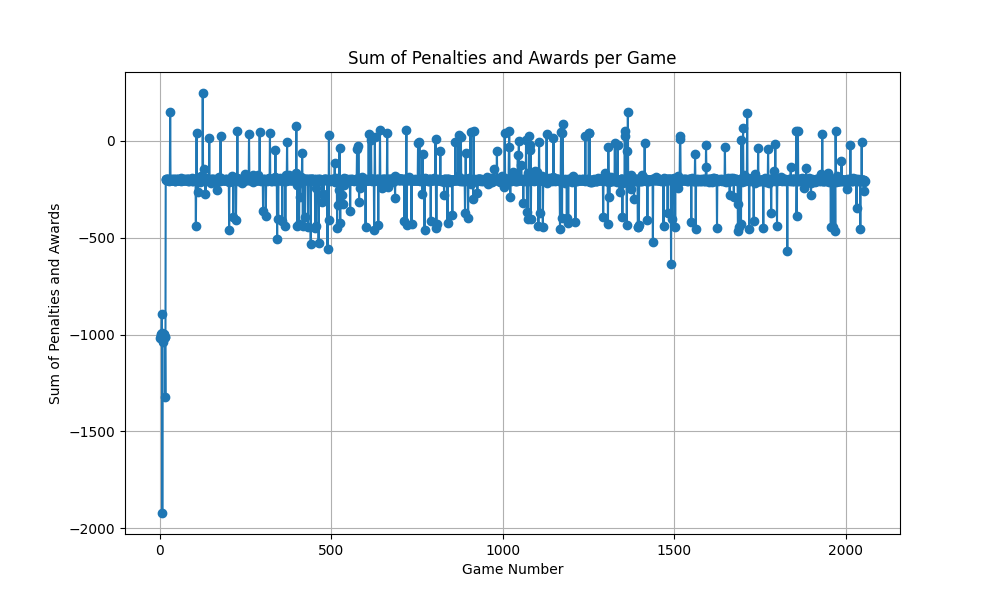 Sum of Penalties and Awards per Game
Sum of Penalties and Awards
0
−500
−1000
−1500
−2000
0 500 1000 1500 2000
Game Number